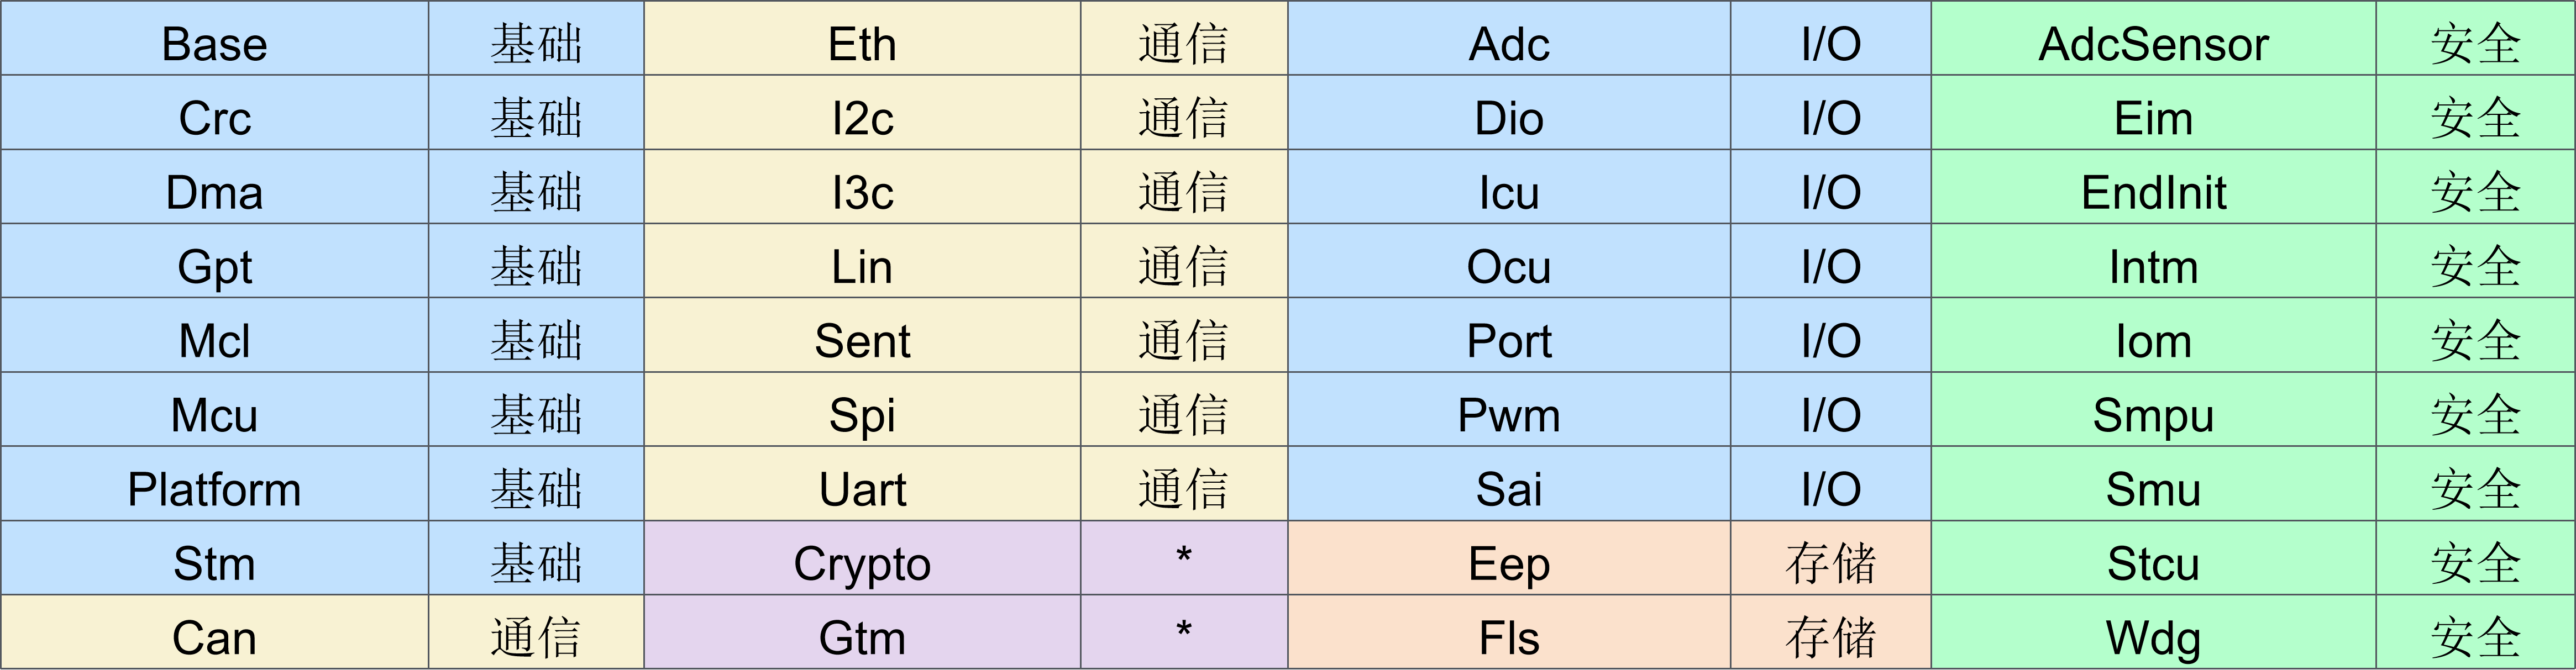 Base 基础 Eth 通信 Adc I/O AdcSensor 安全
Crc 基础 I2c 通信 Dio I/O Eim 安全
Dma 基础 I3c 通信 Icu I/O EndInit 安全
Gpt 基础 Lin 通信 Ocu I/O Intm 安全
Mcl 基础 Sent 通信 Port I/O Iom 安全
Mcu 基础 Spi 通信 Pwm I/O Smpu 安全
Platform 基础 Uart 通信 Sai I/O Smu 安全
Stm 基础 Crypto * Eep 存储 Stcu 安全
Can 通信 Gtm * Fls 存储 Wdg 安全